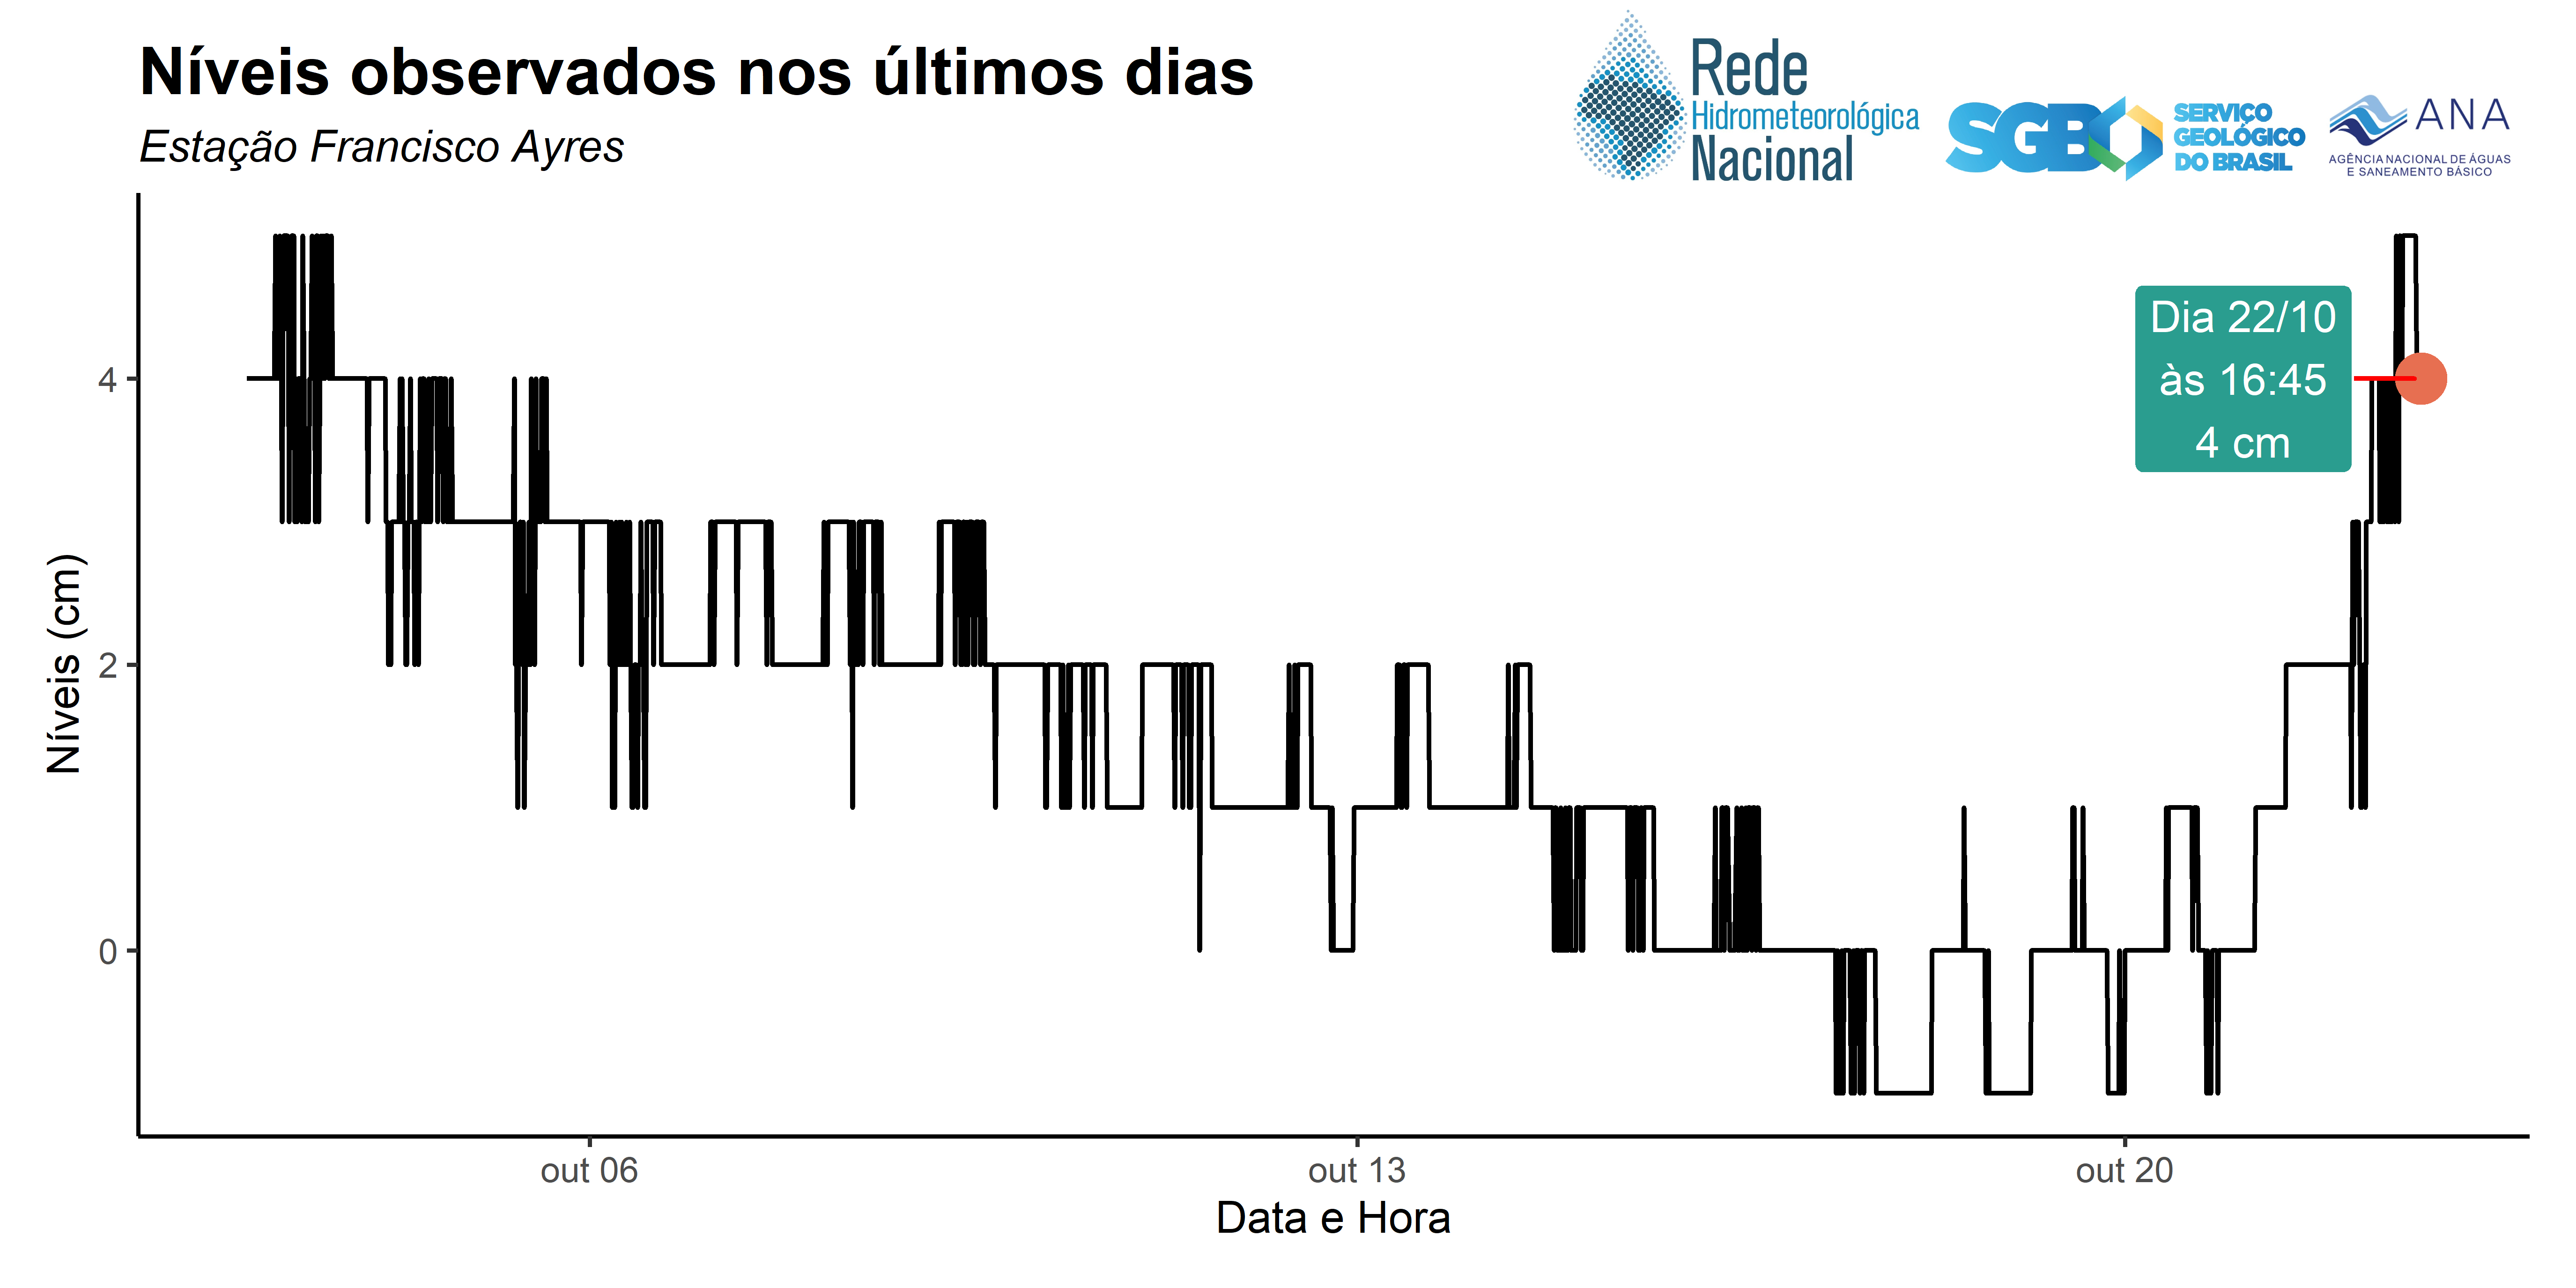 Níveis observados nos últimos dias
Estação Francisco Ayres
Rede
Hidrometeorológica
Nacional
SGB
SERVIÇO
GEOLÓGICO
DO BRASIL
ANA
AGÊNCIA NACIONAL DE ÁGUAS
E SANEAMENTO BÁSICO
Dia 22/10
às 16:45
4 cm
Níveis (cm)
4
2
0
out 06
out 13
out 20
Data e Hora